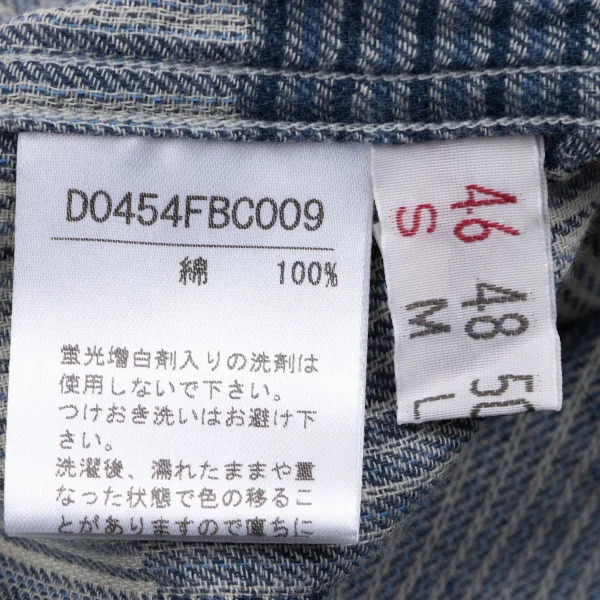 D0454FBC009
綿 100%
蛍光増白剤入りの洗剤は
使用しないで下さい。
つけおき洗いはお避け下
さい。
洗濯後、濡れたままや重
なった状態で色の移るこ
とがありますので直ちに
46 48 50
S M L